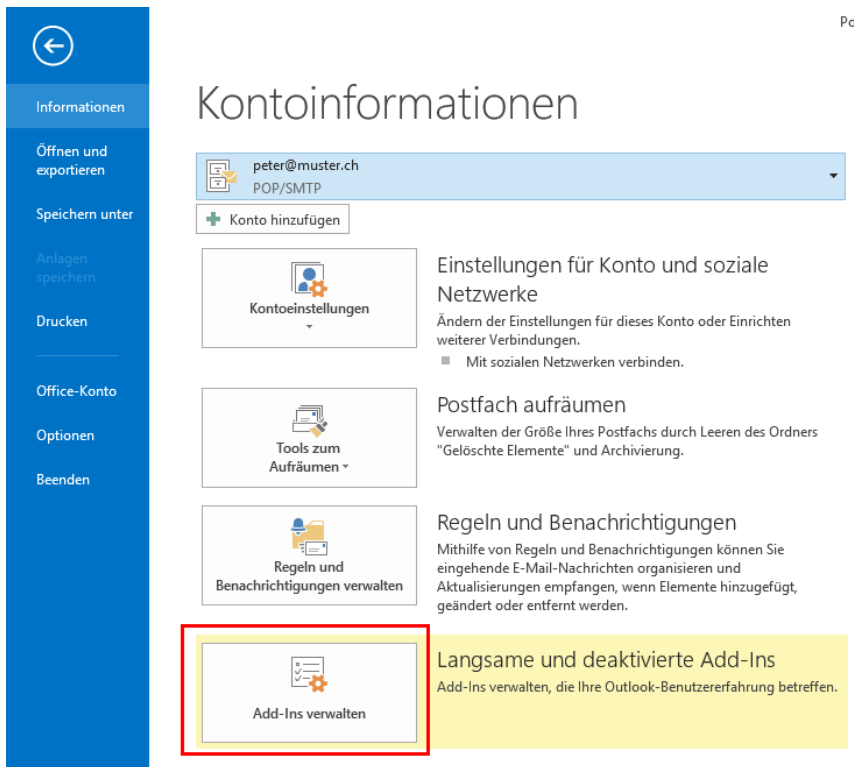 Po
Informationen
Öffnen und
exportieren
Speichern unter
Anlagen
speichern
Drucken
Office-Konto
Optionen
Beenden
Kontoinformationen
peter@muster.ch
POP/SMTP
Konto hinzufügen
Kontoeinstellungen
Einstellungen für Konto und soziale
Netzwerke
Ändern der Einstellungen für dieses Konto oder Einrichten
weiterer Verbindungen.
Mit sozialen Netzwerken verbinden.
Tools zum
Aufräumen
Postfach aufräumen
Verwalten der Größe Ihres Postfachs durch Leeren des Ordners
"Gelöschte Elemente" und Archivierung.
Regeln und
Benachrichtigungen verwalten
Regeln und Benachrichtigungen
Mithilfe von Regeln und Benachrichtigungen können Sie
eingehende E-Mail-Nachrichten organisieren und
Aktualisierungen empfangen, wenn Elemente hinzugefügt,
geändert oder entfernt werden.
Add-Ins verwalten
Langsame und deaktivierte Add-Ins
Add-Ins verwalten, die Ihre Outlook-Benutzererfahrung betreffen.